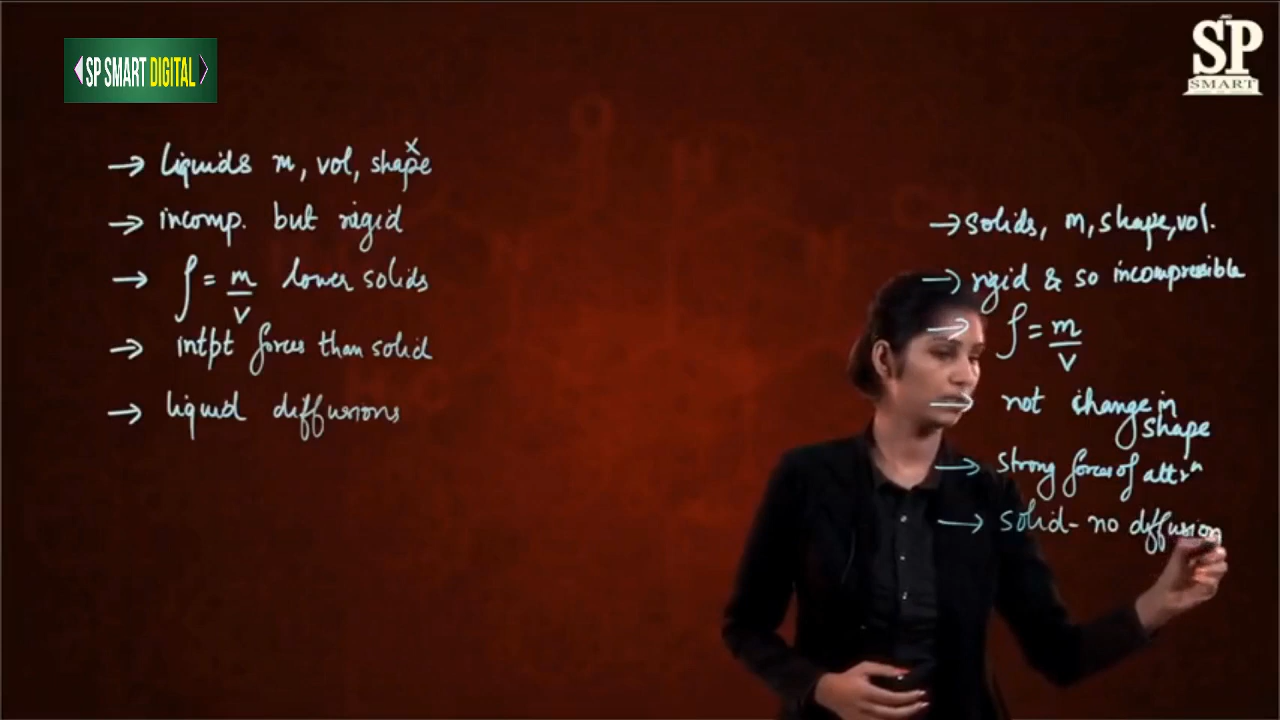 SP SMART DIGITAL
SP
SMART
→ liquids m, vol, shape x
→ incomp. but rigid
→ ρ = m/v lower solids
→ intpt forces than solid
→ liquid diffusions
→ solids, m, shape, vol.
→ rigid & so incompressible
→ ρ = m/v
→ not change in
shape
→ strong forces of attrⁿ
→ solid - no diffusion